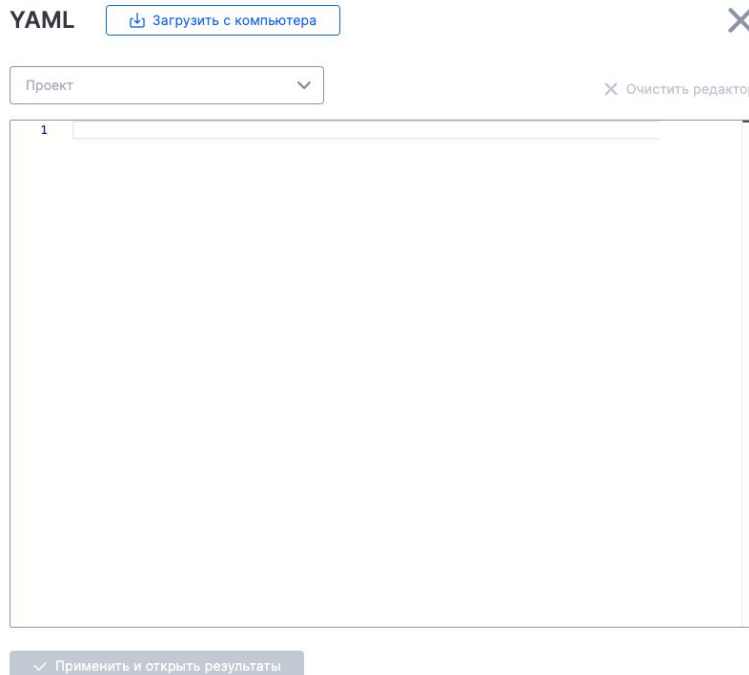 YAML
Загрузить с компьютера
Проект
Очистить редактор
1
Применить и открыть результаты